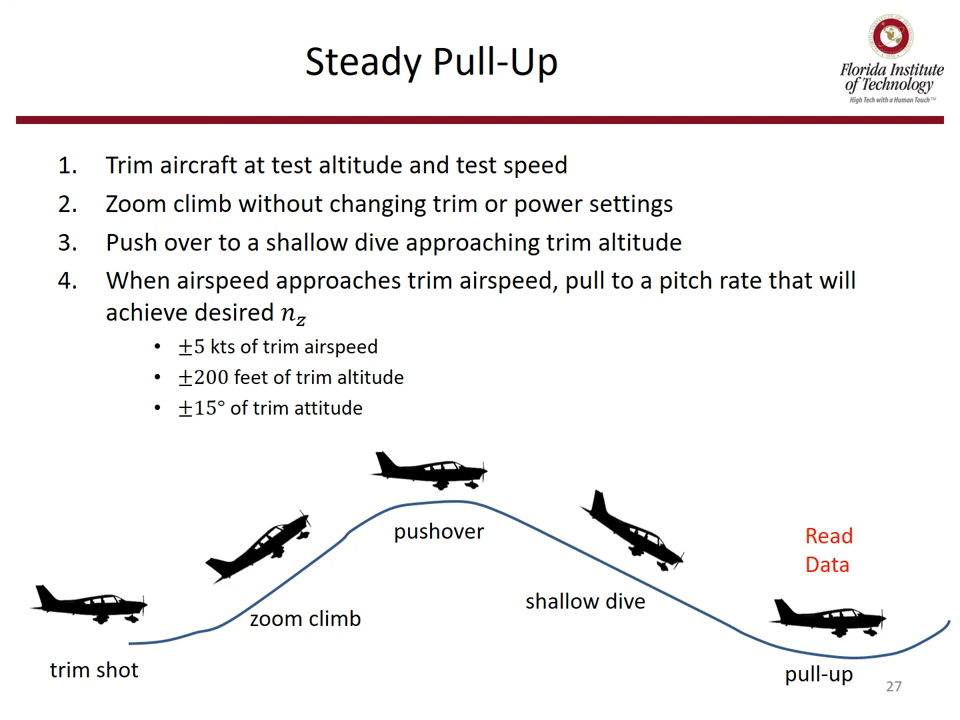 Steady Pull-Up
Florida Institute
of Technology
High Tech with a Human Touch™
1. Trim aircraft at test altitude and test speed
2. Zoom climb without changing trim or power settings
3. Push over to a shallow dive approaching trim altitude
4. When airspeed approaches trim airspeed, pull to a pitch rate that will
achieve desired n_z
• ±5 kts of trim airspeed
• ±200 feet of trim altitude
• ±15° of trim attitude
pushover
Read
Data
shallow dive
zoom climb
trim shot
pull-up
27